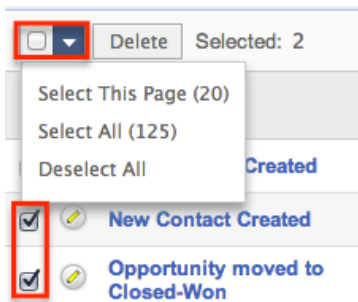 Delete Selected: 2
Select This Page (20)
Select All (125)
Deselect All
Created
New Contact Created
Opportunity moved to
Closed-Won